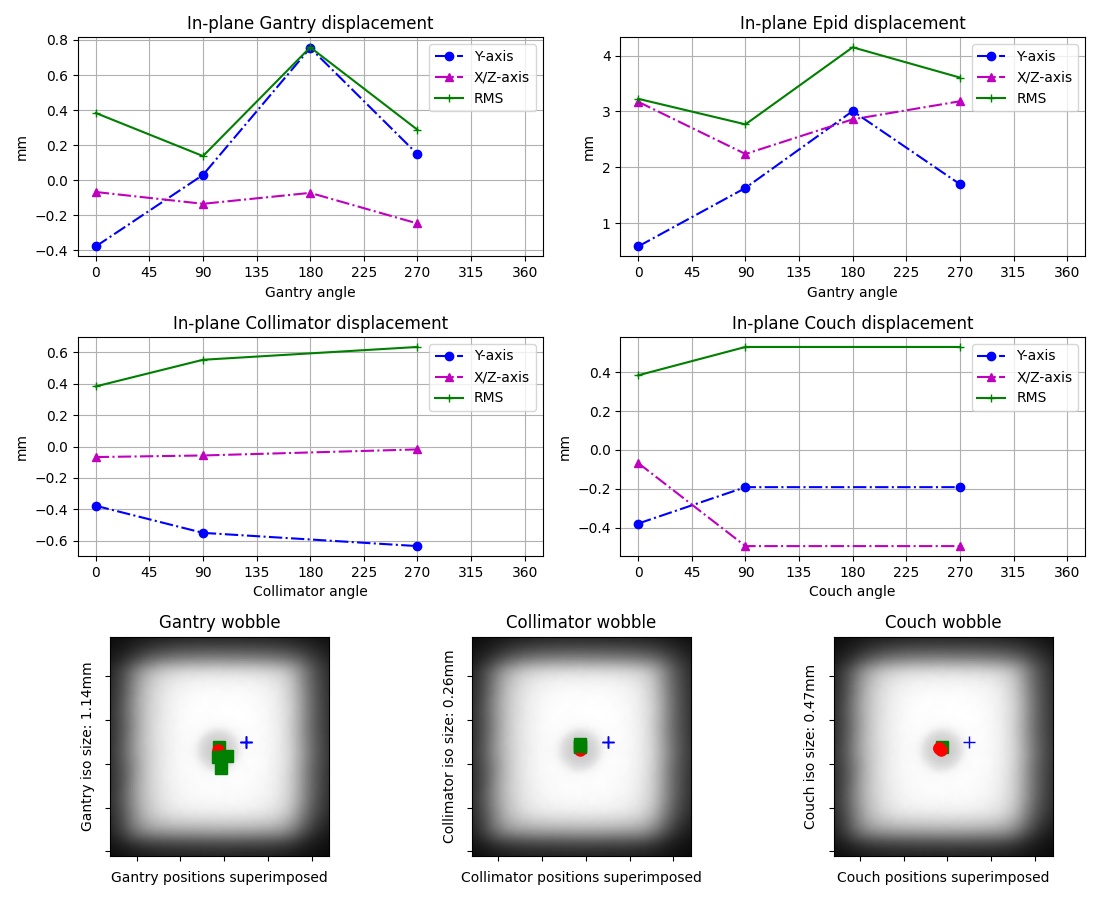 In-plane Gantry displacement
0.8
0.6
0.4
0.2
0.0
−0.2
−0.4
mm
0 45 90 135 180 225 270 315 360
Gantry angle
Y-axis
X/Z-axis
RMS
In-plane Epid displacement
4
3
2
1
mm
0 45 90 135 180 225 270 315 360
Gantry angle
Y-axis
X/Z-axis
RMS
In-plane Collimator displacement
0.6
0.4
0.2
0.0
−0.2
−0.4
−0.6
mm
0 45 90 135 180 225 270 315 360
Collimator angle
Y-axis
X/Z-axis
RMS
In-plane Couch displacement
0.4
0.2
0.0
−0.2
−0.4
mm
0 45 90 135 180 225 270 315 360
Couch angle
Y-axis
X/Z-axis
RMS
Gantry wobble
Gantry iso size: 1.14mm
Gantry positions superimposed
Collimator wobble
Collimator iso size: 0.26mm
Collimator positions superimposed
Couch wobble
Couch iso size: 0.47mm
Couch positions superimposed